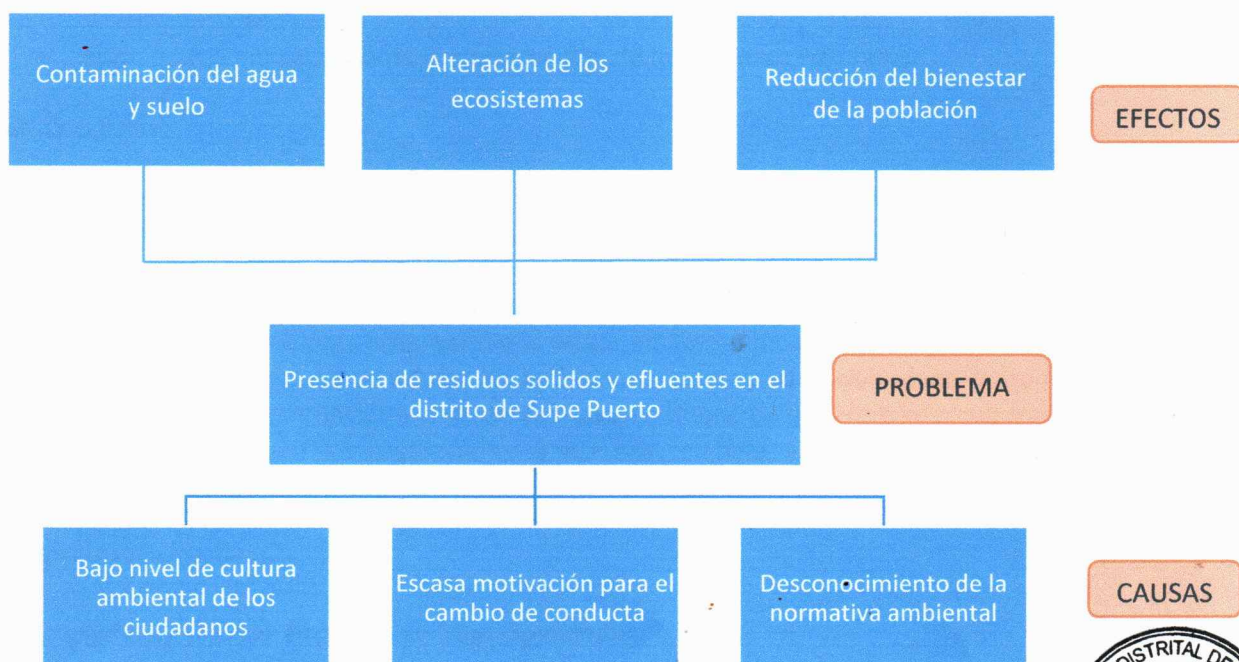 Contaminación del agua
y suelo
Alteración de los
ecosistemas
Reducción del bienestar
de la población
EFECTOS
Presencia de residuos solidos y efluentes en el
distrito de Supe Puerto
PROBLEMA
Bajo nivel de cultura
ambiental de los
ciudadanos
Escasa motivación para el
cambio de conducta
Desconocimiento de la
normativa ambiental
CAUSAS
DISTRITAL DE